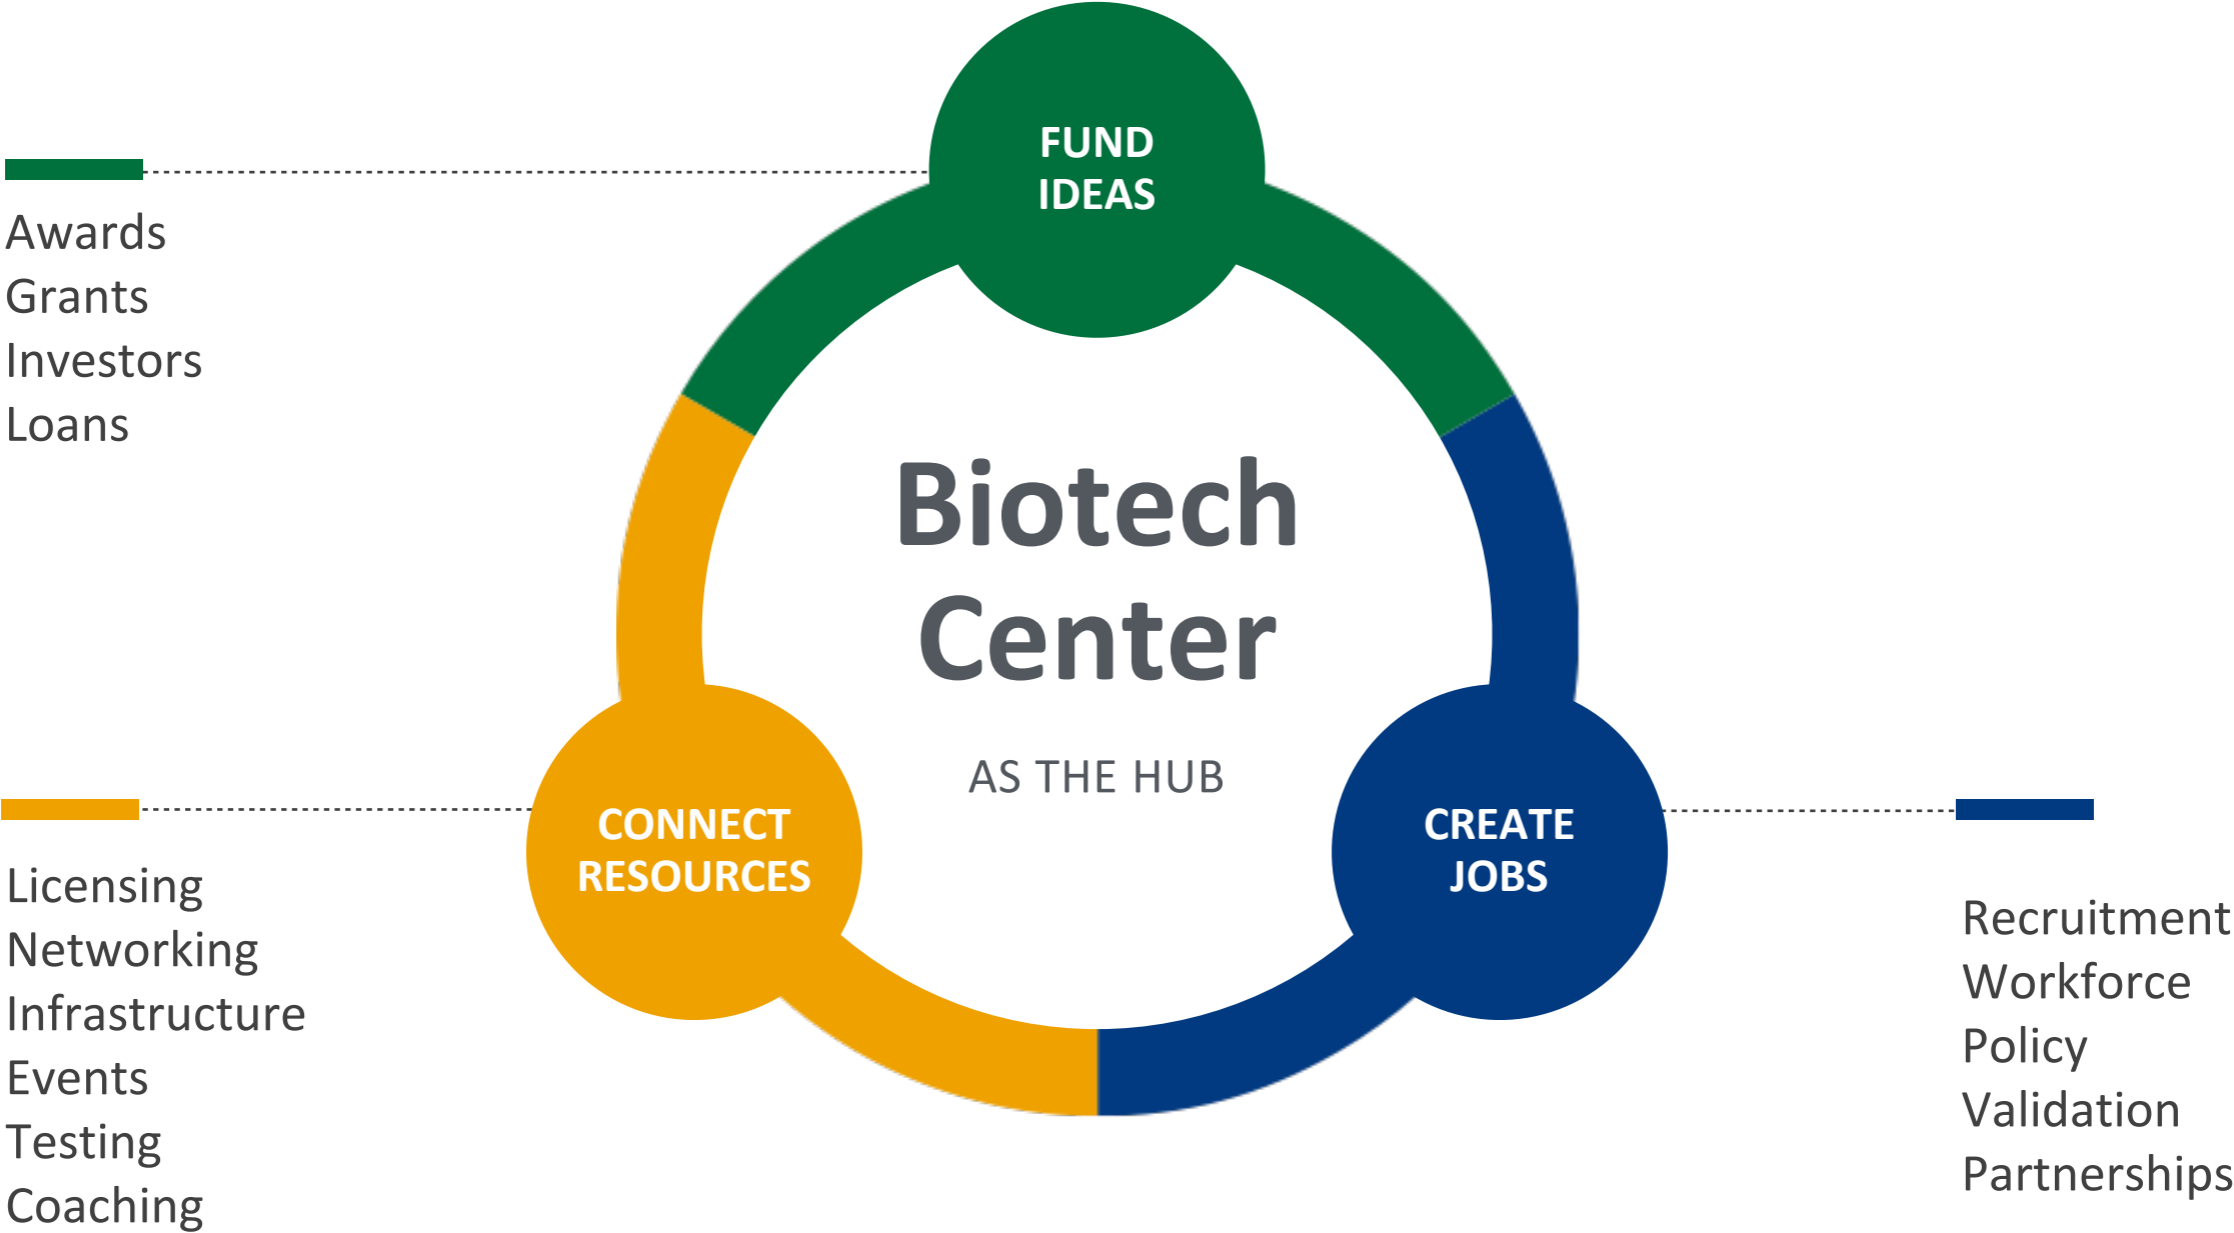 FUND
IDEAS
Awards
Grants
Investors
Loans
Biotech
Center
AS THE HUB
CONNECT
RESOURCES
Licensing
Networking
Infrastructure
Events
Testing
Coaching
CREATE
JOBS
Recruitment
Workforce
Policy
Validation
Partnerships